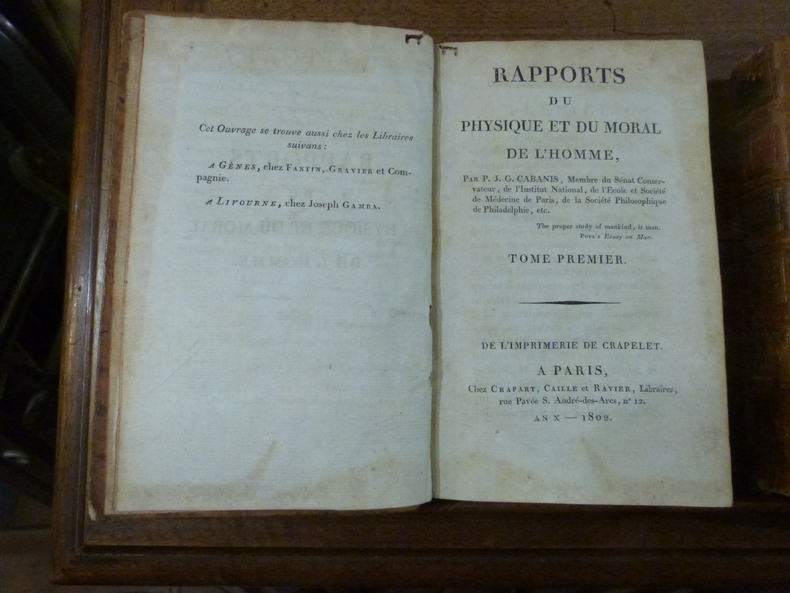 Cet Ouvrage se trouve aussi chez les Libraires
suivans :
A GÊNES, chez FANTIN, GRAVIER et Com-
pagnie.
A LIVOURNE, chez Joseph GAMBA.
RAPPORTS
DU
PHYSIQUE ET DU MORAL
DE L'HOMME,
PAR P. J. G. CABANIS, Membre du Sénat Conser-
vateur, de l'Institut National, de l'Ecole et Société
de Médecine de Paris, de la Société Philosophique
de Philadelphie, etc.
The proper study of mankind, is man.
POPE's Essay on Man.
TOME PREMIER.
DE L'IMPRIMERIE DE CRAPELET.
A PARIS,
Chez CRAPART, CAILLE et RAVIER, Libraires,
rue Pavée S. André-des-Arcs, n° 12.
AN X — 1802.